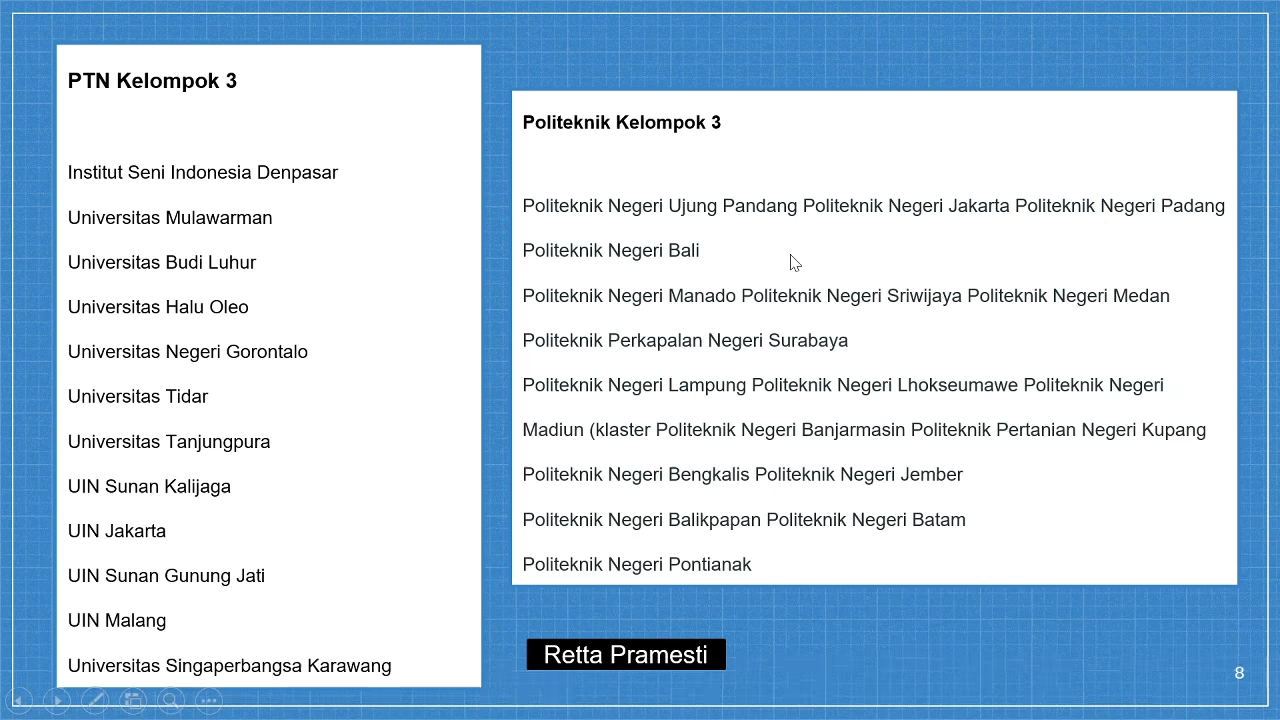 PTN Kelompok 3
Institut Seni Indonesia Denpasar
Universitas Mulawarman
Universitas Budi Luhur
Universitas Halu Oleo
Universitas Negeri Gorontalo
Universitas Tidar
Universitas Tanjungpura
UIN Sunan Kalijaga
UIN Jakarta
UIN Sunan Gunung Jati
UIN Malang
Universitas Singaperbangsa Karawang
Politeknik Kelompok 3
Politeknik Negeri Ujung Pandang Politeknik Negeri Jakarta Politeknik Negeri Padang
Politeknik Negeri Bali
Politeknik Negeri Manado Politeknik Negeri Sriwijaya Politeknik Negeri Medan
Politeknik Perkapalan Negeri Surabaya
Politeknik Negeri Lampung Politeknik Negeri Lhokseumawe Politeknik Negeri
Madiun (klaster Politeknik Negeri Banjarmasin Politeknik Pertanian Negeri Kupang
Politeknik Negeri Bengkalis Politeknik Negeri Jember
Politeknik Negeri Balikpapan Politeknik Negeri Batam
Politeknik Negeri Pontianak
Retta Pramesti
8